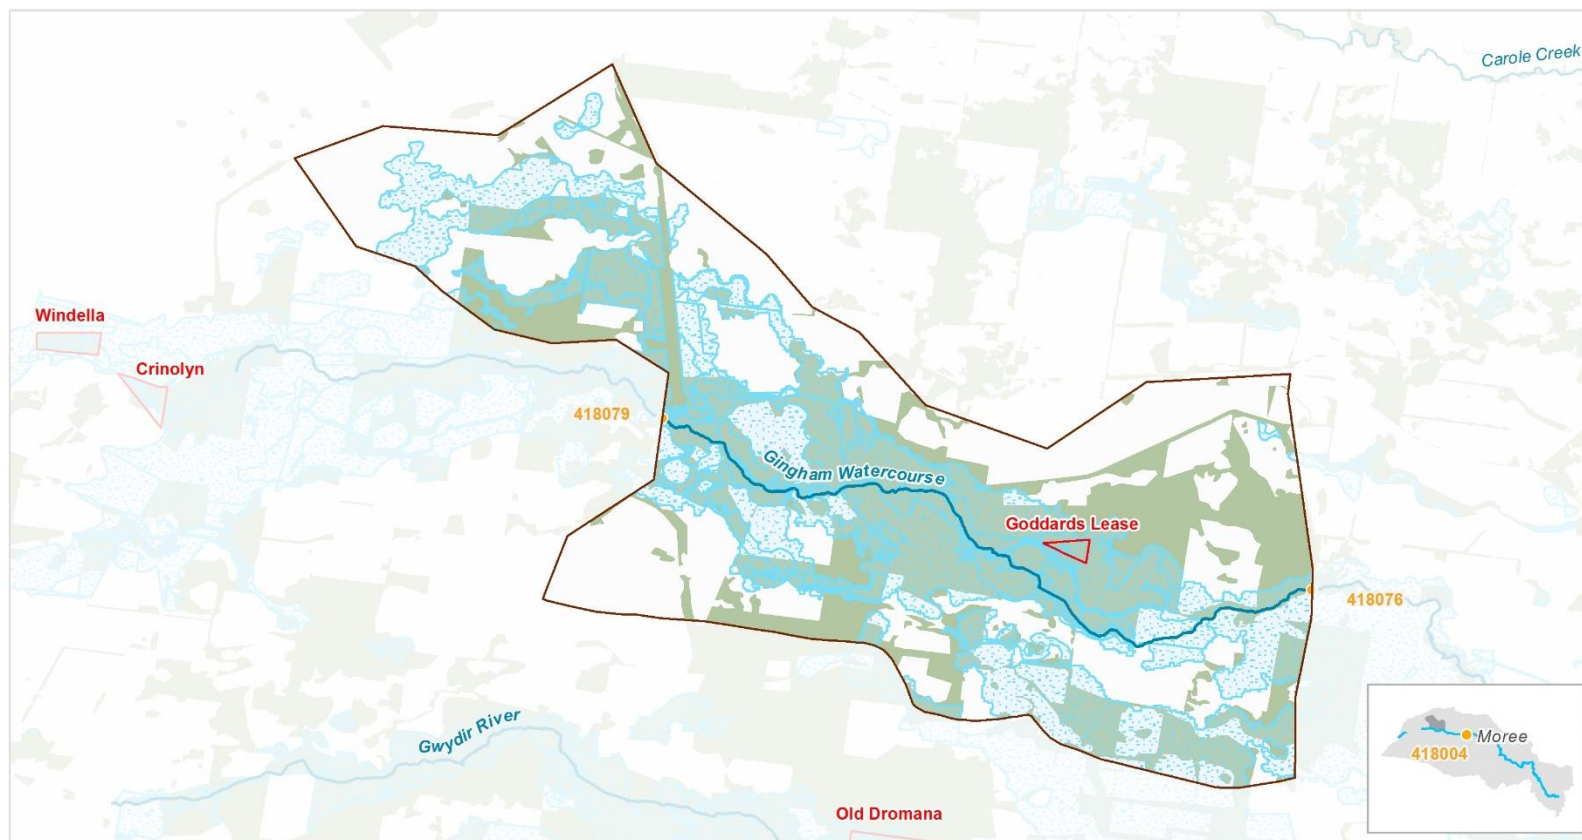 Carole Creek
Windella
Crinolyn
418079
Gingham Watercourse
Goddards Lease
418076
Gwydir River
Moree
418004
Old Dromana